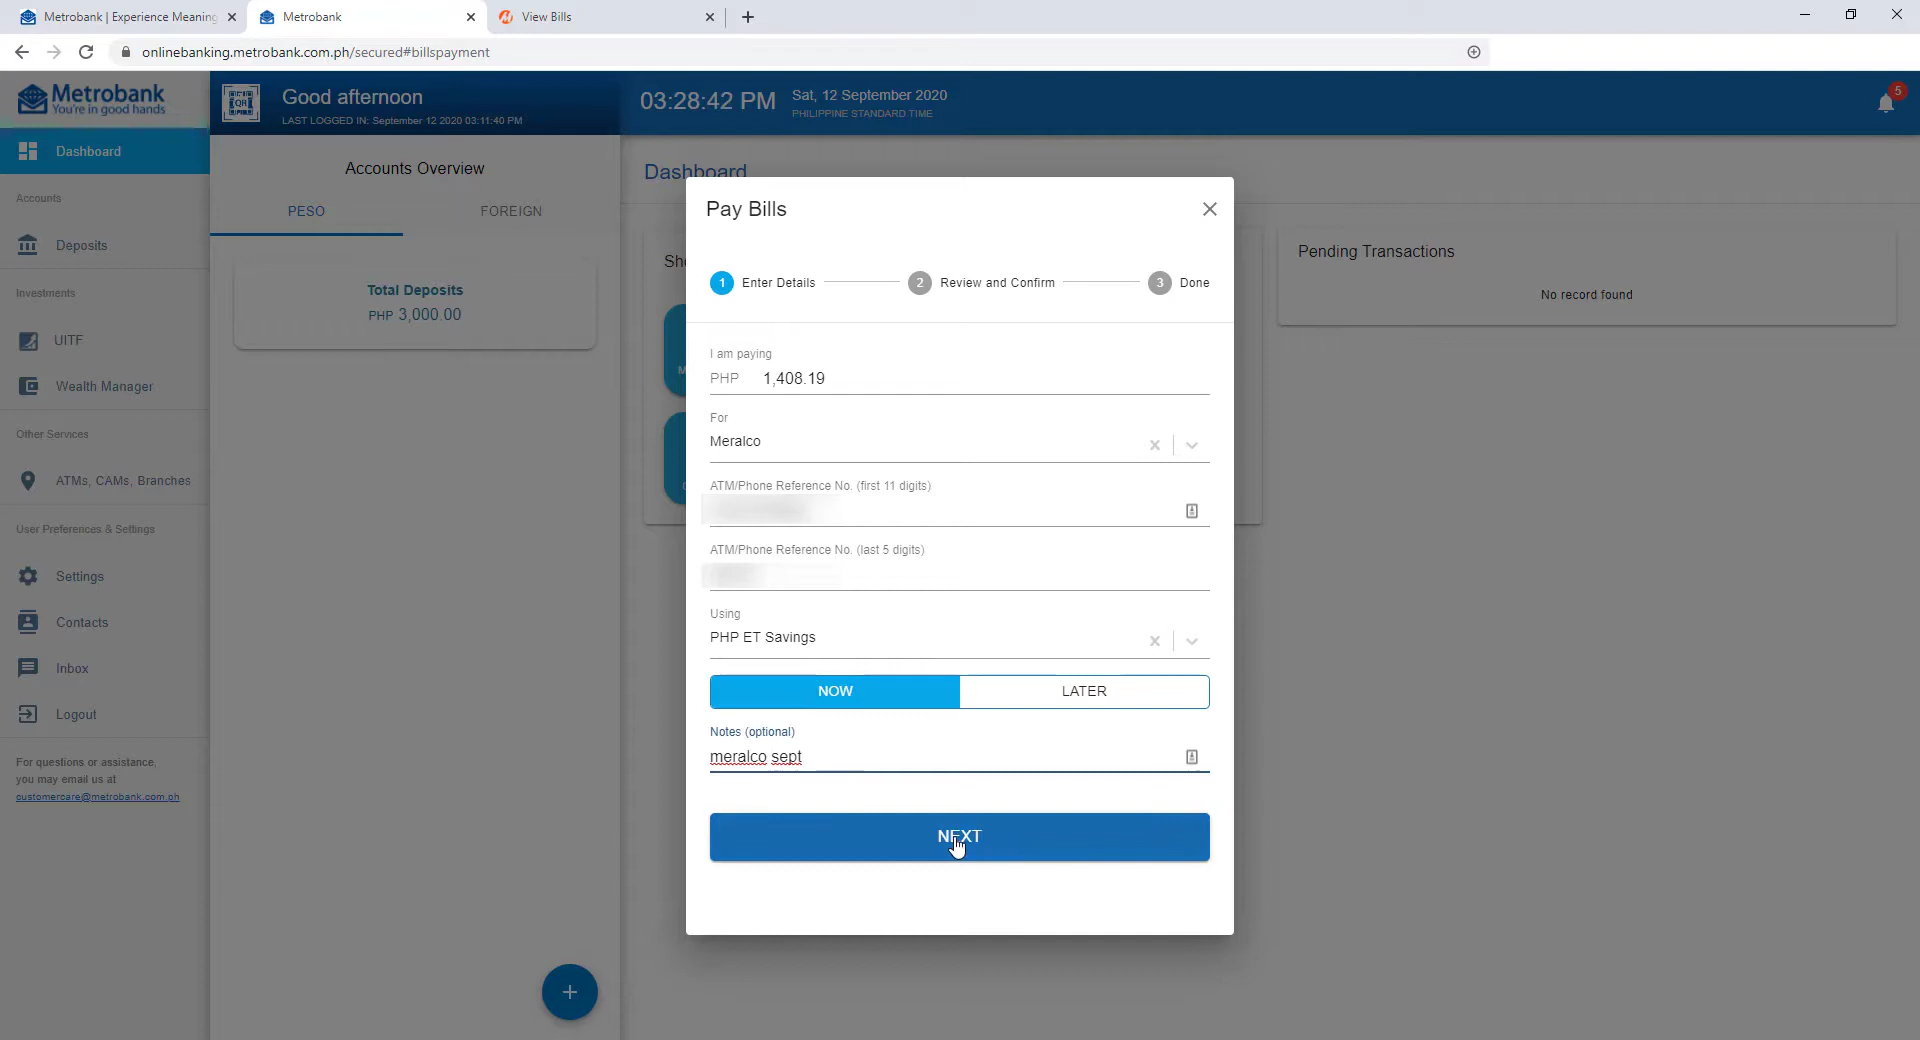 Metrobank | Experience Meaning
Metrobank
View Bills
onlinebanking.metrobank.com.ph/secured#billspayment
Metrobank
You're in good hands
QR
Good afternoon
LAST LOGGED IN: September 12 2020 03:11:40 PM
03:28:42 PM
Sat, 12 September 2020
PHILIPPINE STANDARD TIME
5
Dashboard
Accounts
Deposits
Investments
UITF
Wealth Manager
Other Services
ATMs, CAMs, Branches
User Preferences & Settings
Settings
Contacts
Inbox
Logout
For questions or assistance,
you may email us at
customercare@metrobank.com.ph
Accounts Overview
PESO
FOREIGN
Total Deposits
PHP 3,000.00
+
Dashboard
Pending Transactions
No record found
Pay Bills
1 Enter Details
2 Review and Confirm
3 Done
I am paying
PHP 1,408.19
For
Meralco
ATM/Phone Reference No. (first 11 digits)
ATM/Phone Reference No. (last 5 digits)
Using
PHP ET Savings
NOW
LATER
Notes (optional)
meralco sept
NEXT